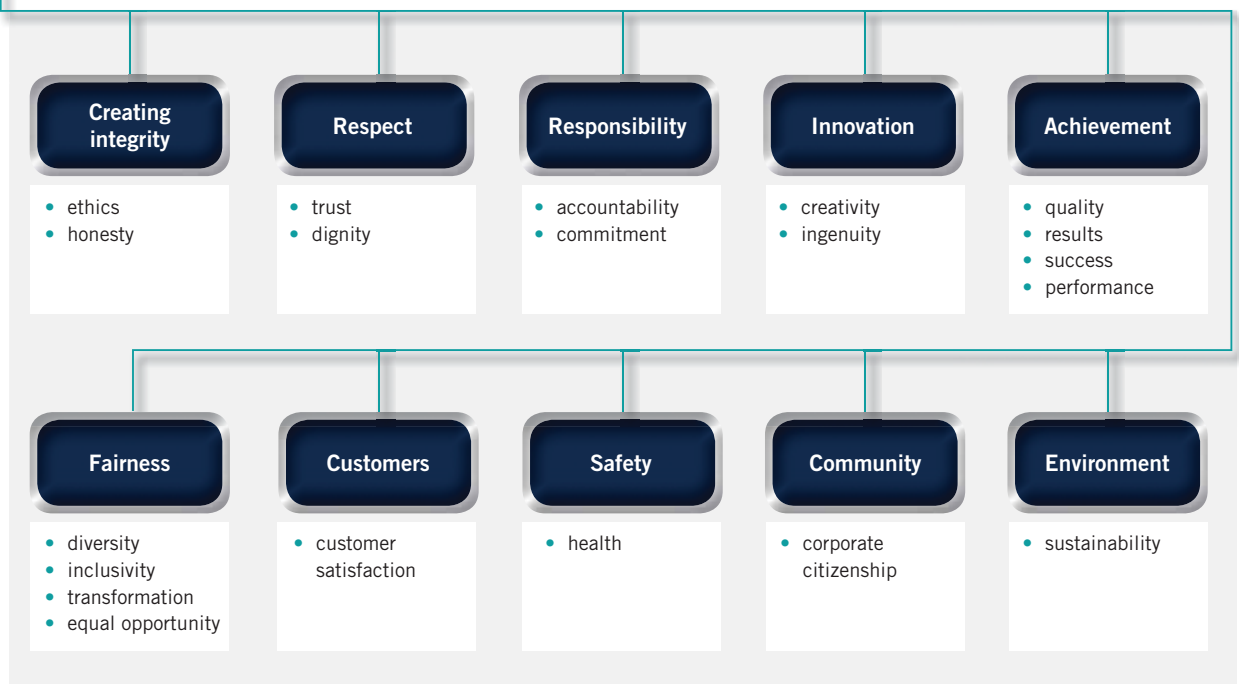 Creating
integrity
Respect
Responsibility
Innovation
Achievement
• ethics
• honesty
• trust
• dignity
• accountability
• commitment
• creativity
• ingenuity
• quality
• results
• success
• performance
Fairness
Customers
Safety
Community
Environment
• diversity
• inclusivity
• transformation
• equal opportunity
• customer
satisfaction
• health
• corporate
citizenship
• sustainability